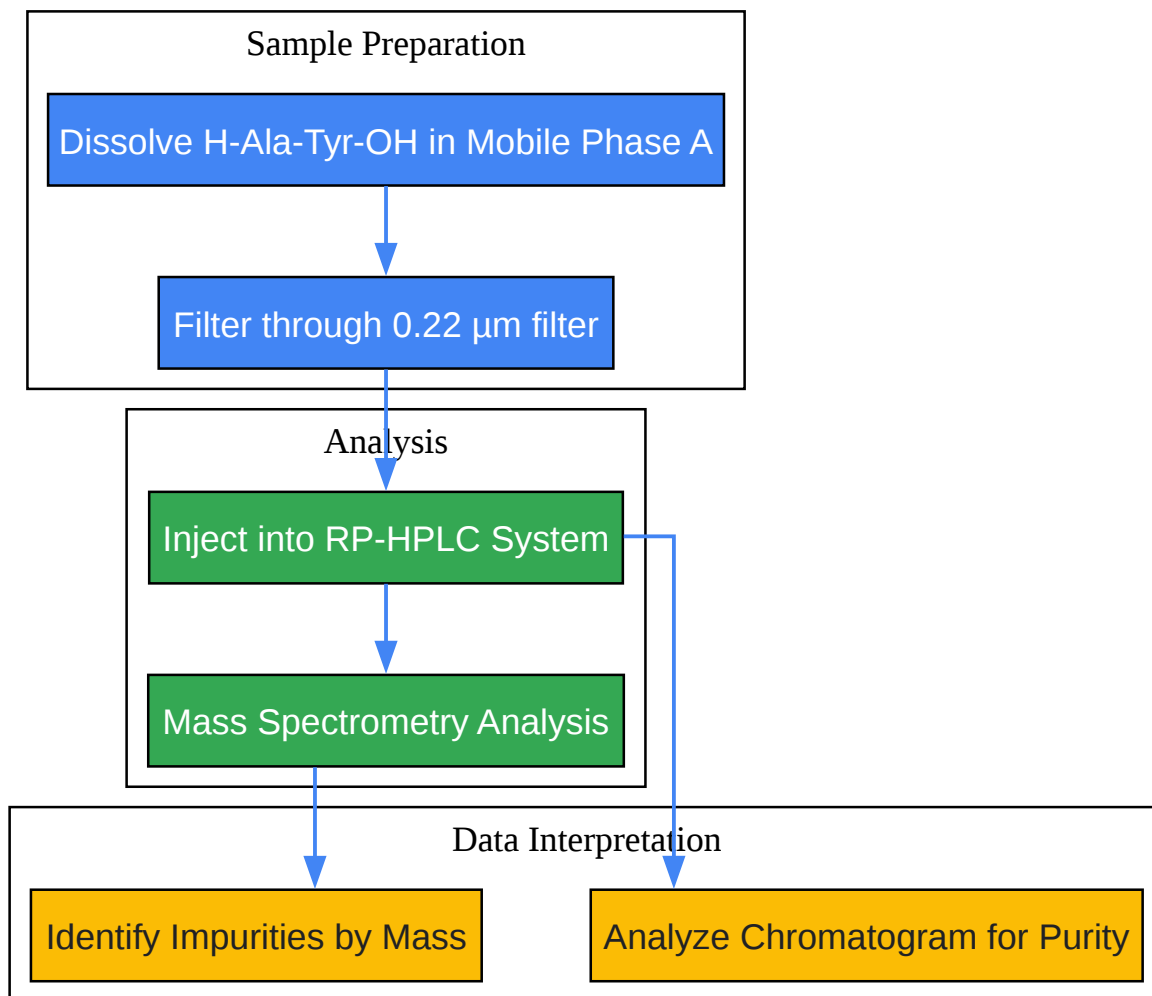 Sample Preparation
Dissolve H-Ala-Tyr-OH in Mobile Phase A
Filter through 0.22 µm filter
Analysis
Inject into RP-HPLC System
Mass Spectrometry Analysis
Data Interpretation
Identify Impurities by Mass
Analyze Chromatogram for Purity